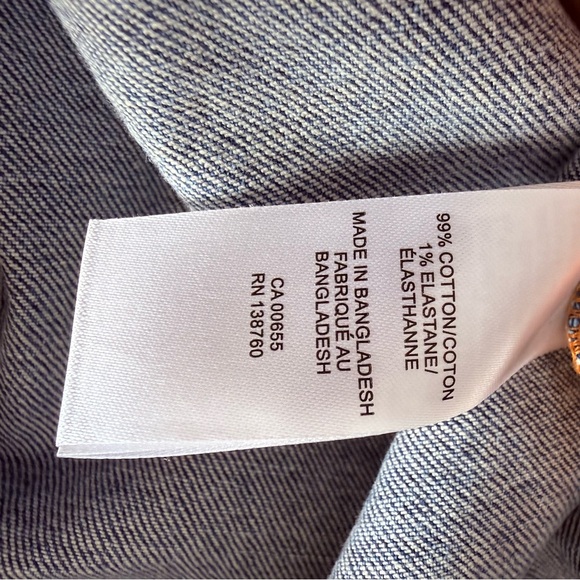 99% COTTON/COTON
1% ELASTANE/
ÉLASTHANNE
MADE IN BANGLADESH
FABRIQUÉ AU
BANGLADESH
CA 00655
RN 138760